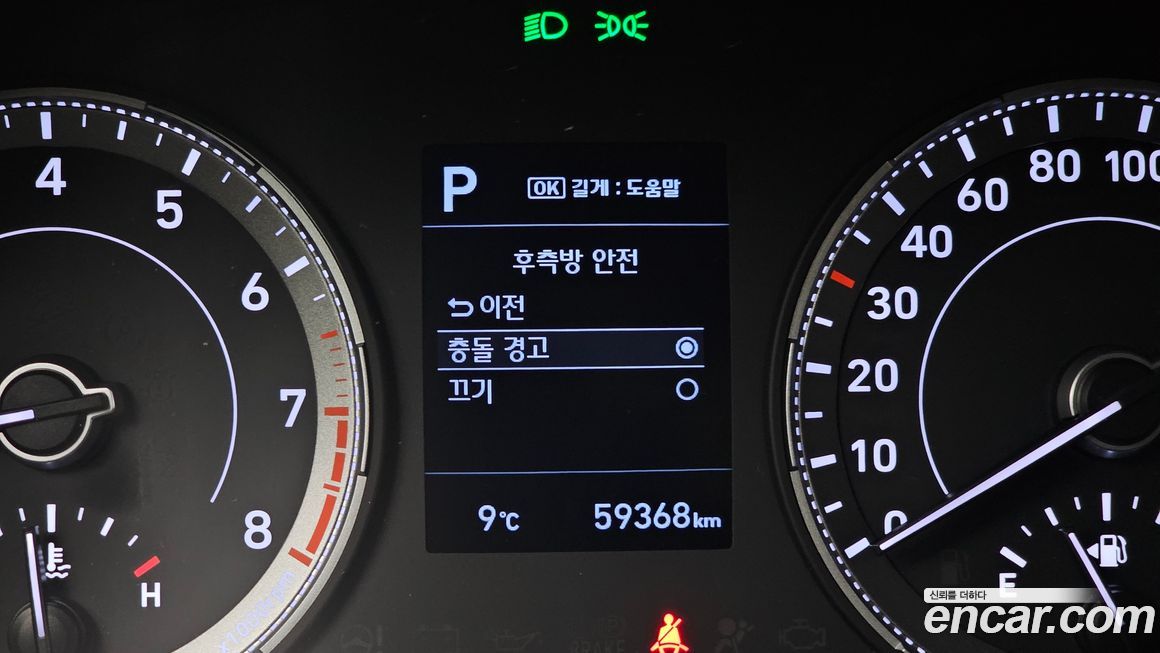 P
OK 길게 : 도움말
후측방 안전
이전
충돌 경고
끄기
9℃ 59368km
4
5
6
7
8
x1000rpm
H
100
80
60
40
30
20
10
0
E
신뢰를 더하다
encar.com